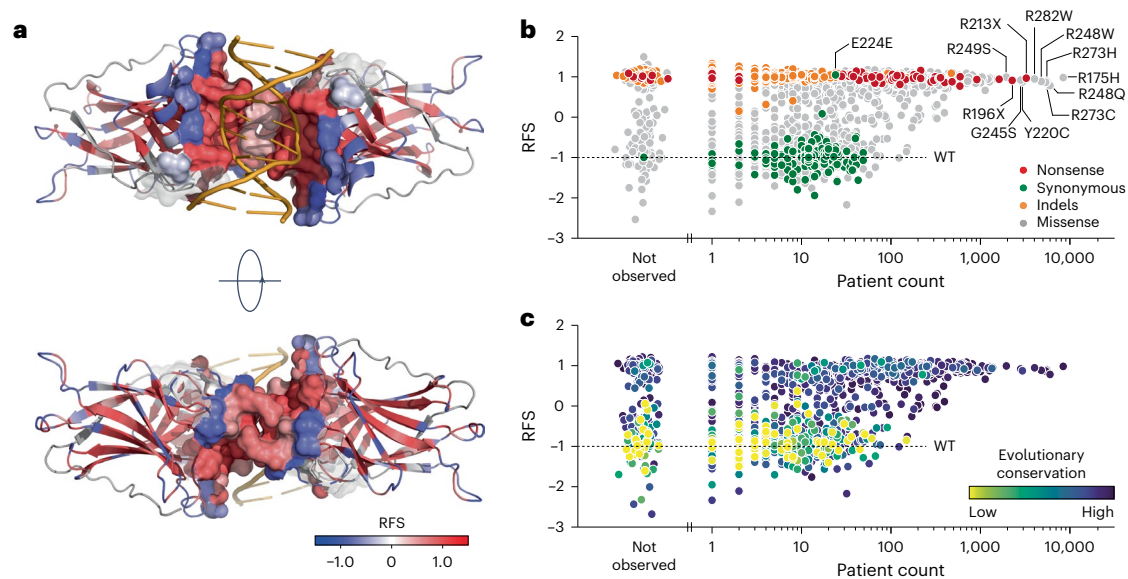 a
RFS
−1.0 0 1.0
b
2
1
0
−1
−2
−3
RFS
E224E
R213X
R282W
R249S
R248W
R273H
R175H
R248Q
R196X
R273C
G245S
Y220C
WT
Nonsense
Synonymous
Indels
Missense
Not
observed
1 10 100 1,000 10,000
Patient count
c
2
1
0
−1
−2
−3
RFS
WT
Evolutionary
conservation
Low High
Not
observed
1 10 100 1,000 10,000
Patient count